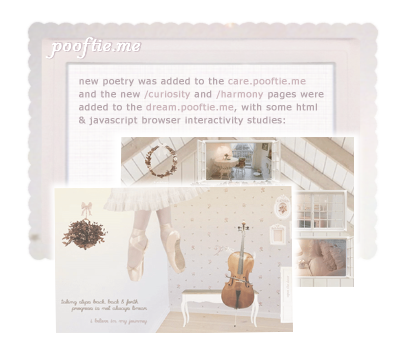 pooftie.me
new poetry was added to the care.pooftie.me
and the new /curiosity and /harmony pages were
added to the dream.pooftie.me, with some html
& javascript browser interactivity studies:
taking steps back, back & forth,
progress is not always linear.
i believe in my journey.